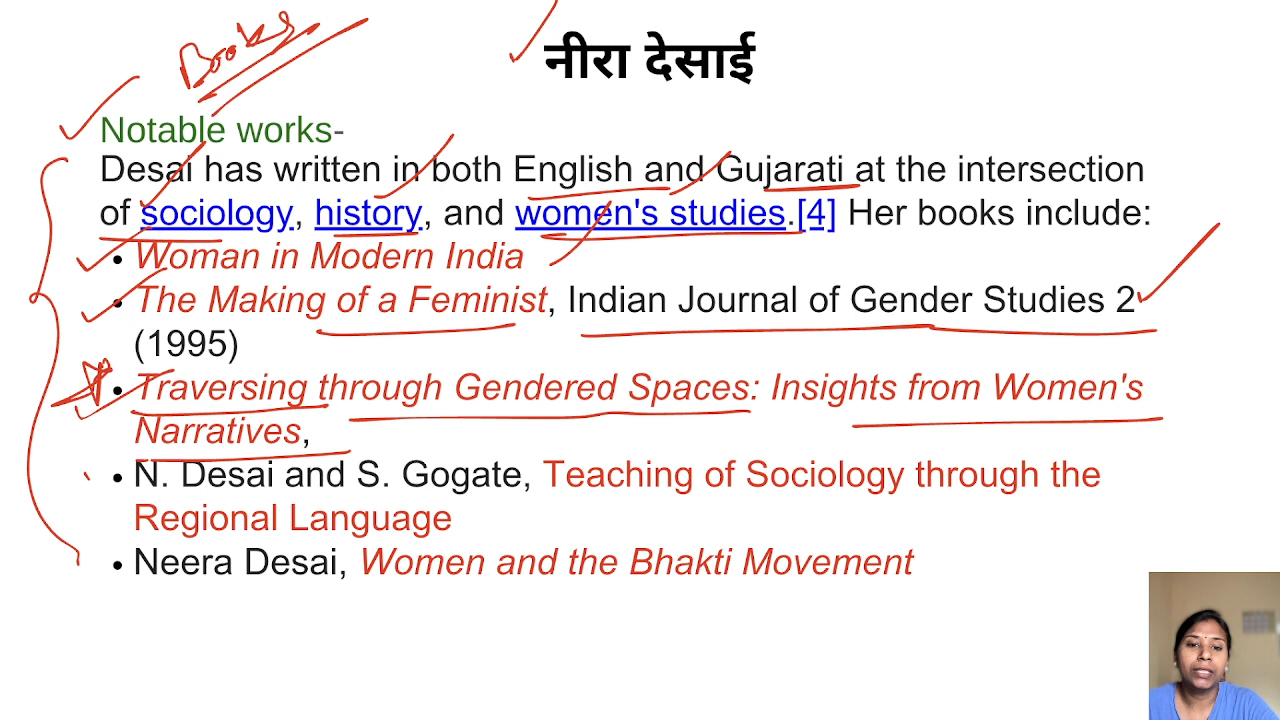 Books
नीरा देसाई
Notable works-
Desai has written in both English and Gujarati at the intersection
of sociology, history, and women's studies.[4] Her books include:
• Woman in Modern India
• The Making of a Feminist, Indian Journal of Gender Studies 2
(1995)
• Traversing through Gendered Spaces: Insights from Women's
Narratives,
• N. Desai and S. Gogate, Teaching of Sociology through the
Regional Language
• Neera Desai, Women and the Bhakti Movement